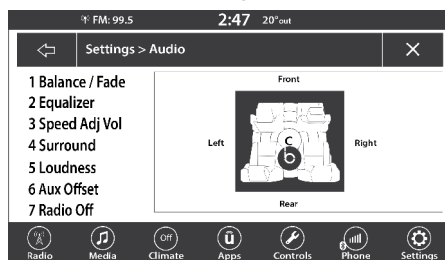 FM: 99.5
2:47
20°out
Settings > Audio
1 Balance / Fade
2 Equalizer
3 Speed Adj Vol
4 Surround
5 Loudness
6 Aux Offset
7 Radio Off
Front
Left
C
Right
Rear
Off
ū
Radio
Media
Climate
Apps
Controls
Phone
Settings